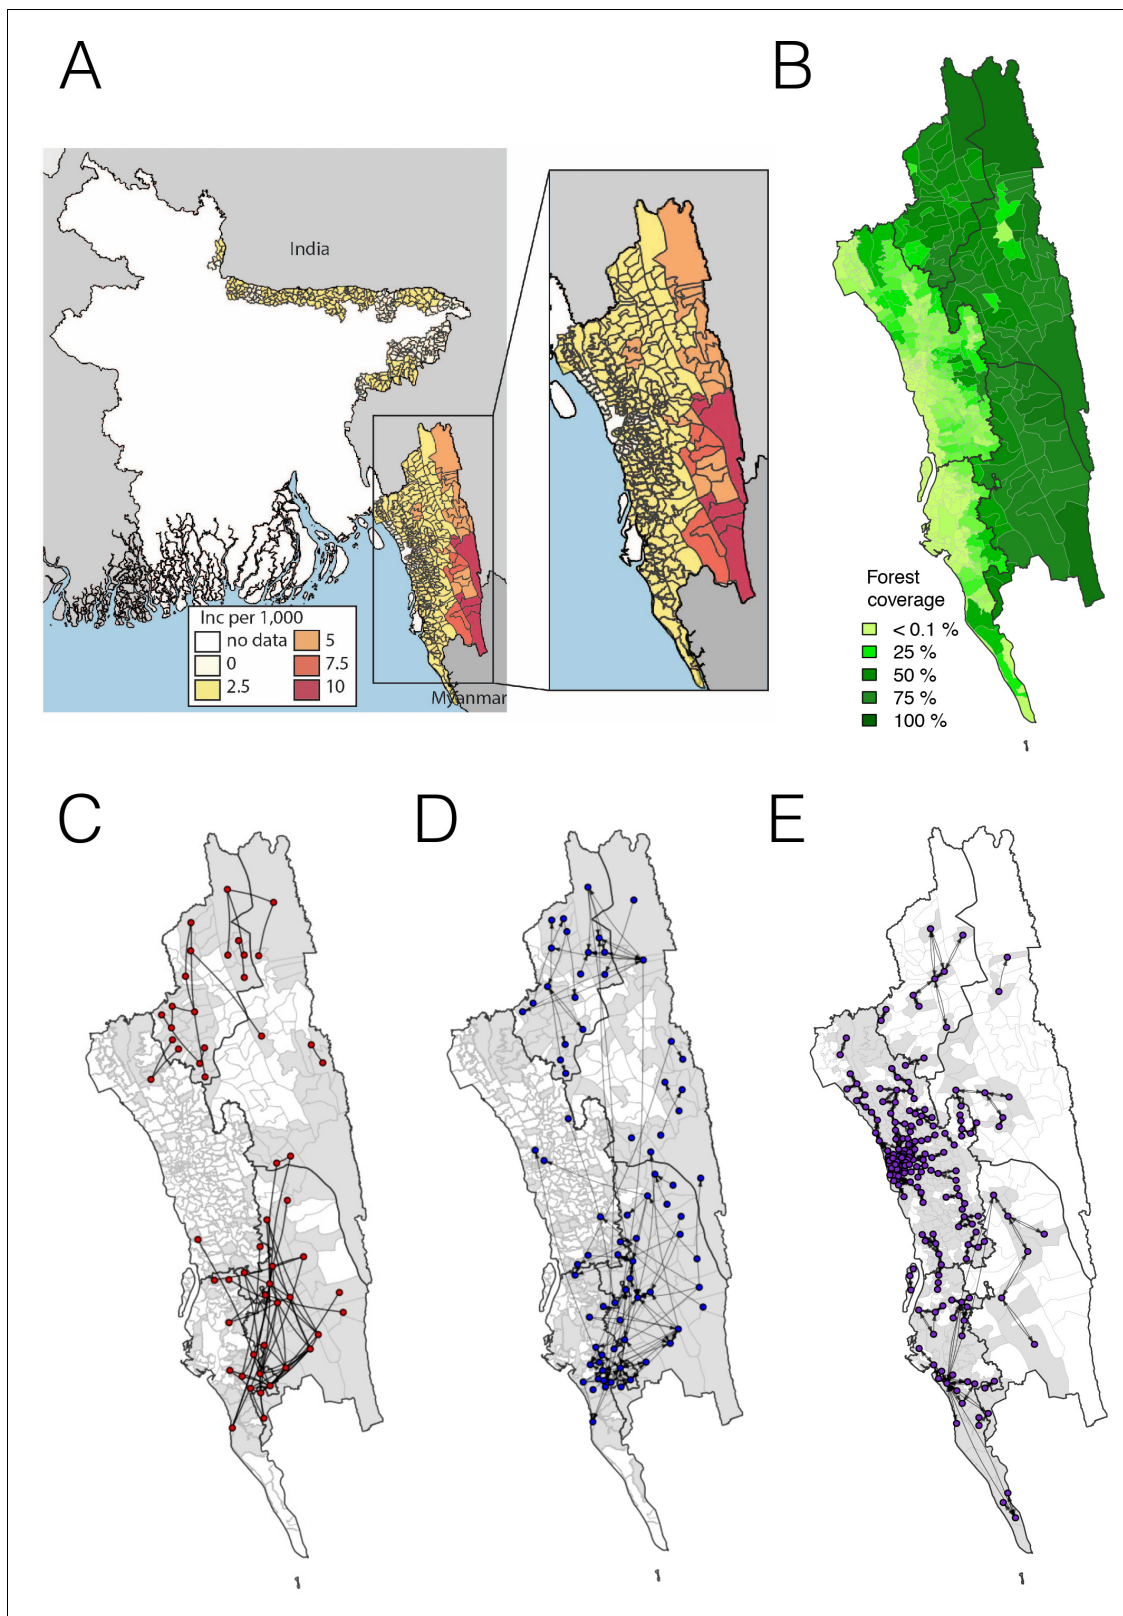 A
B
India
Inc per 1,000
no data
5
0
7.5
2.5
10
Myanmar
Forest
coverage
< 0.1 %
25 %
50 %
75 %
100 %
C
D
E